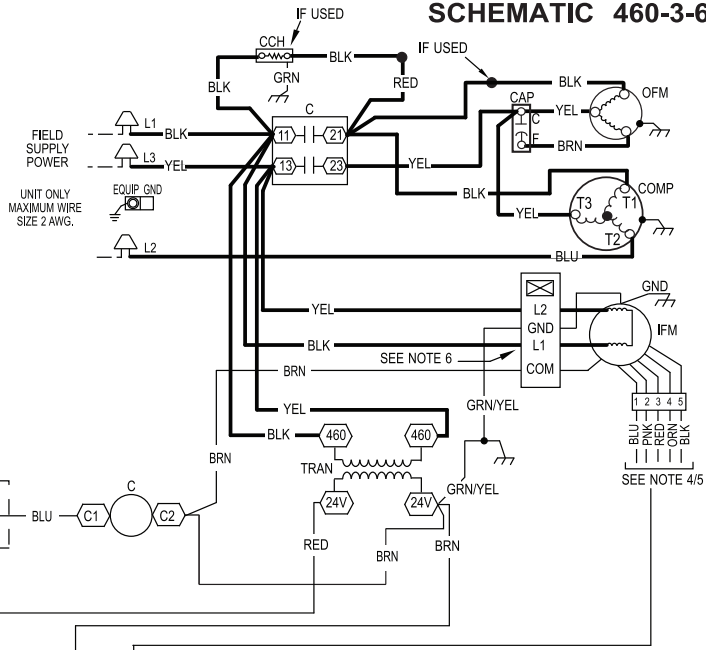 SCHEMATIC 460-3-6
IF USED
CCH
BLK
GRN
BLK
RED
IF USED
BLK
OFM
CAP
C
F
YEL
BRN
C
11
21
13
23
L1
BLK
L3
YEL
FIELD
SUPPLY
POWER
UNIT ONLY
MAXIMUM WIRE
SIZE 2 AWG.
EQUIP GND
YEL
BLK
COMP
T3
T1
T2
YEL
L2
BLU
GND
YEL
L2
GND
L1
COM
IFM
BLK
SEE NOTE 6
BRN
1 2 3 4 5
BLU
PNK
RED
ORN
BLK
SEE NOTE 4/5
GRN/YEL
YEL
BLK
460
460
TRAN
BRN
24V
24V
GRN/YEL
C
BLU
C1
C2
RED
BRN
BRN